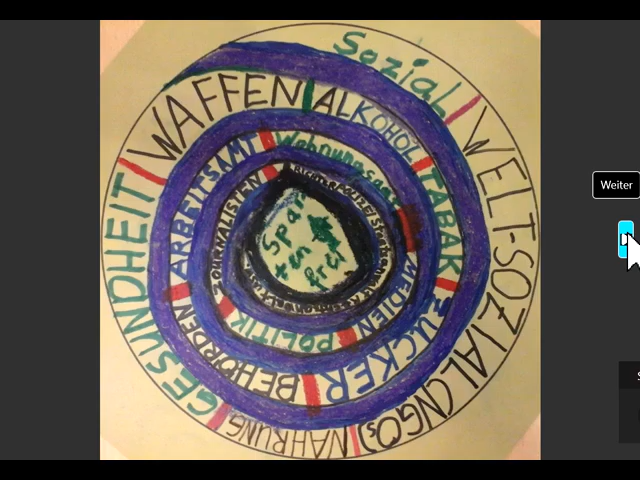 Sozial
WELT-SOZIAL (NGOs)
NAHRUNG
GESUNDHEIT
WAFFEN
ALKOHOL
TABAK
ZUCKER
BEHÖRDEN
ARBEITSAMT
MEDIEN
POLITIK
JOURNALISTEN
Spar
ten
frei
Weiter